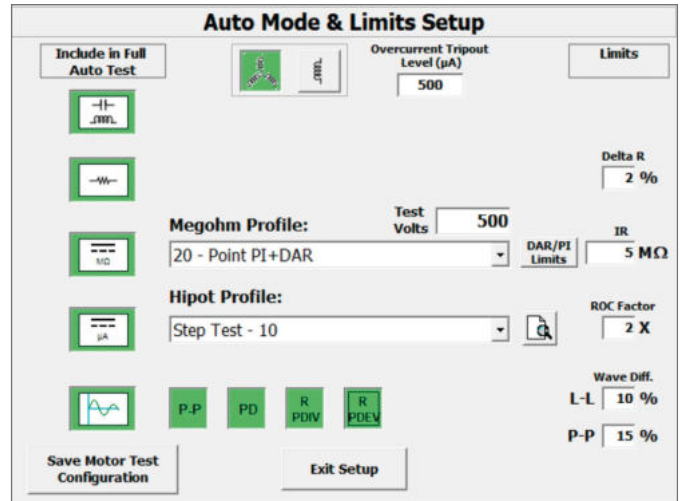 Auto Mode & Limits Setup
Include in Full
Auto Test
Overcurrent Tripout
Level (µA)
500
Limits
Delta R
2 %
Megohm Profile:
Test
Volts
500
MΩ
20 - Point PI+DAR
DAR/PI
Limits
IR
5 MΩ
Hipot Profile:
µA
Step Test - 10
ROC Factor
2 X
Wave Diff.
P-P
PD
R
PDIV
R
PDEV
L-L 10 %
P-P 15 %
Save Motor Test
Configuration
Exit Setup